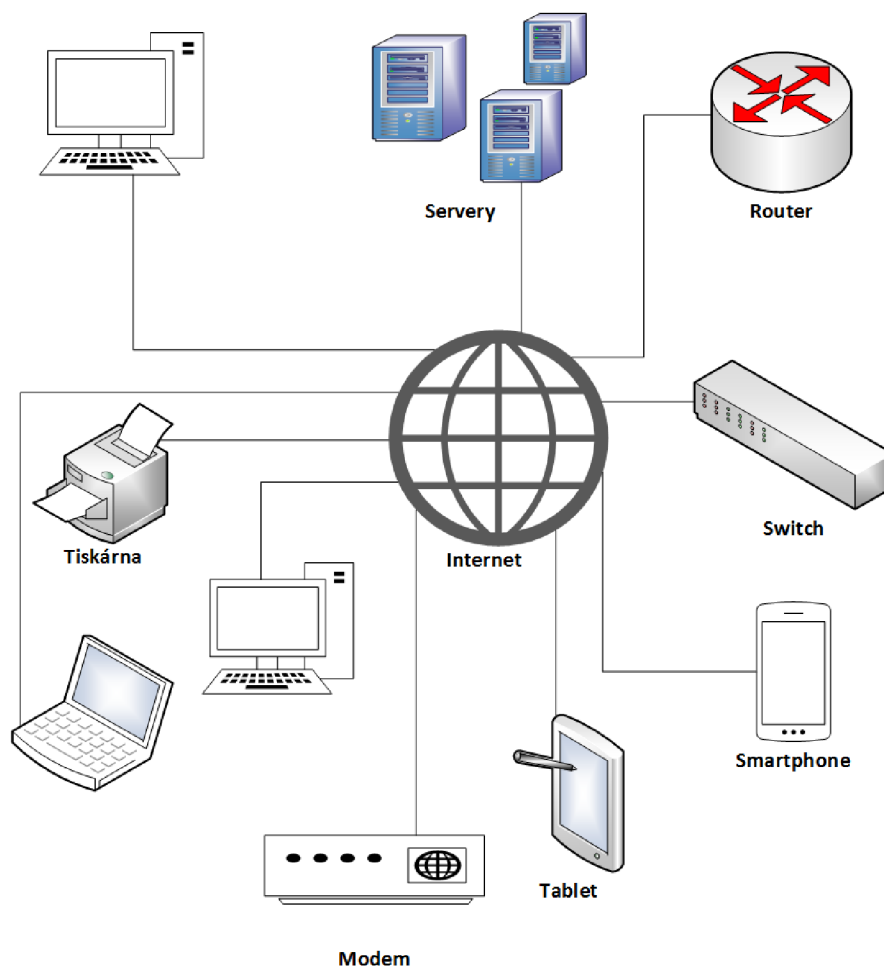 Servery
Router
Switch
Tiskárna
Internet
Smartphone
Tablet
Modem